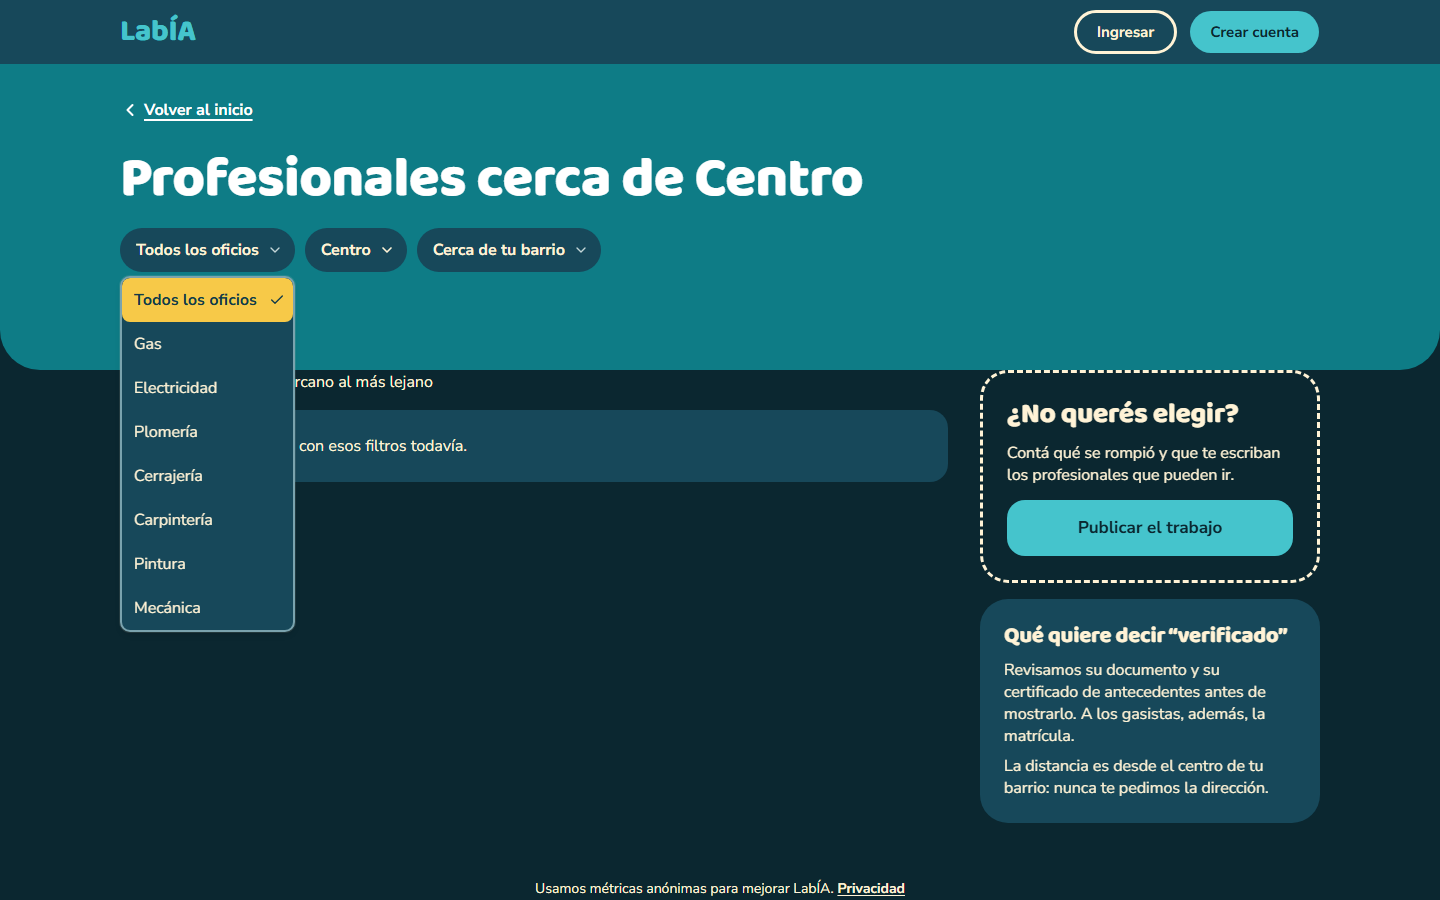 LabÍA
Ingresar
Crear cuenta
Volver al inicio
Profesionales cerca de Centro
Todos los oficios
Centro
Cerca de tu barrio
Todos los oficios
Gas
Electricidad
Plomería
Cerrajería
Carpintería
Pintura
Mecánica
rcano al más lejano
con esos filtros todavía.
¿No querés elegir?
Contá qué se rompió y que te escriban
los profesionales que pueden ir.
Publicar el trabajo
Qué quiere decir “verificado”
Revisamos su documento y su
certificado de antecedentes antes de
mostrarlo. A los gasistas, además, la
matrícula.
La distancia es desde el centro de tu
barrio: nunca te pedimos la dirección.
Usamos métricas anónimas para mejorar LabÍA. Privacidad